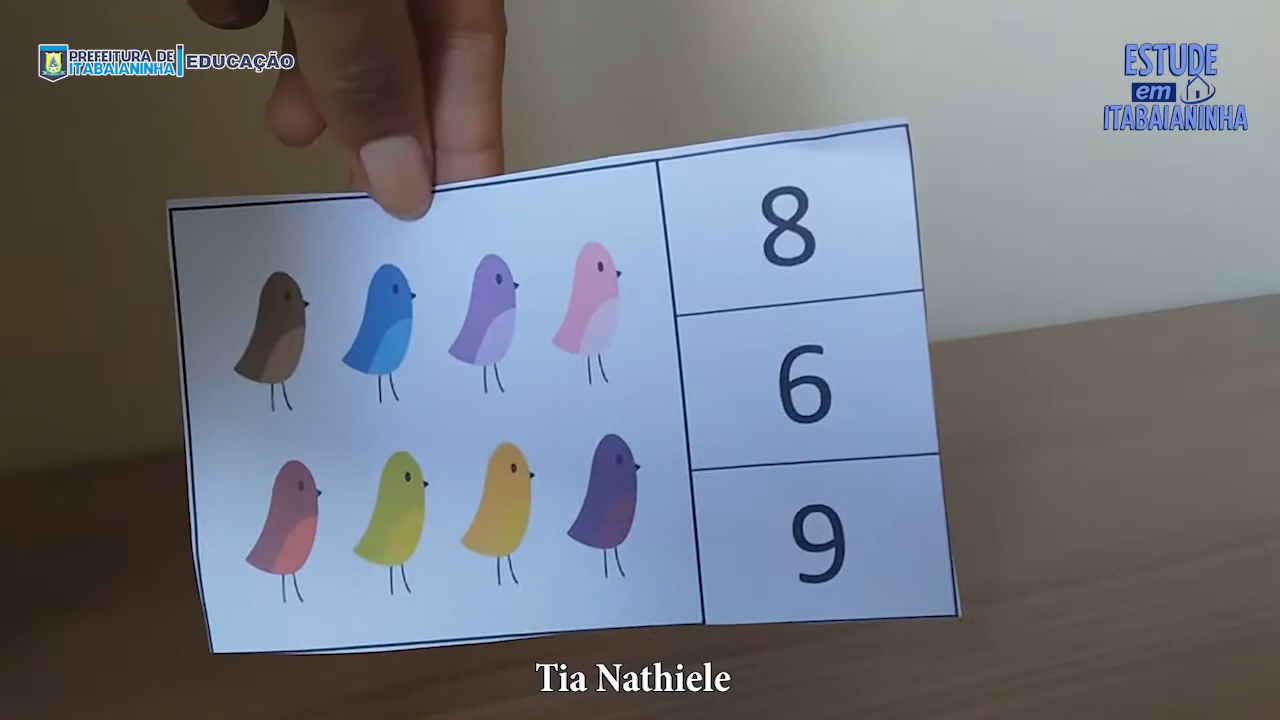 PREFEITURA DE
ITABAIANINHA
EDUCAÇÃO
ESTUDE
em
ITABAIANINHA
8
6
9
Tia Nathiele